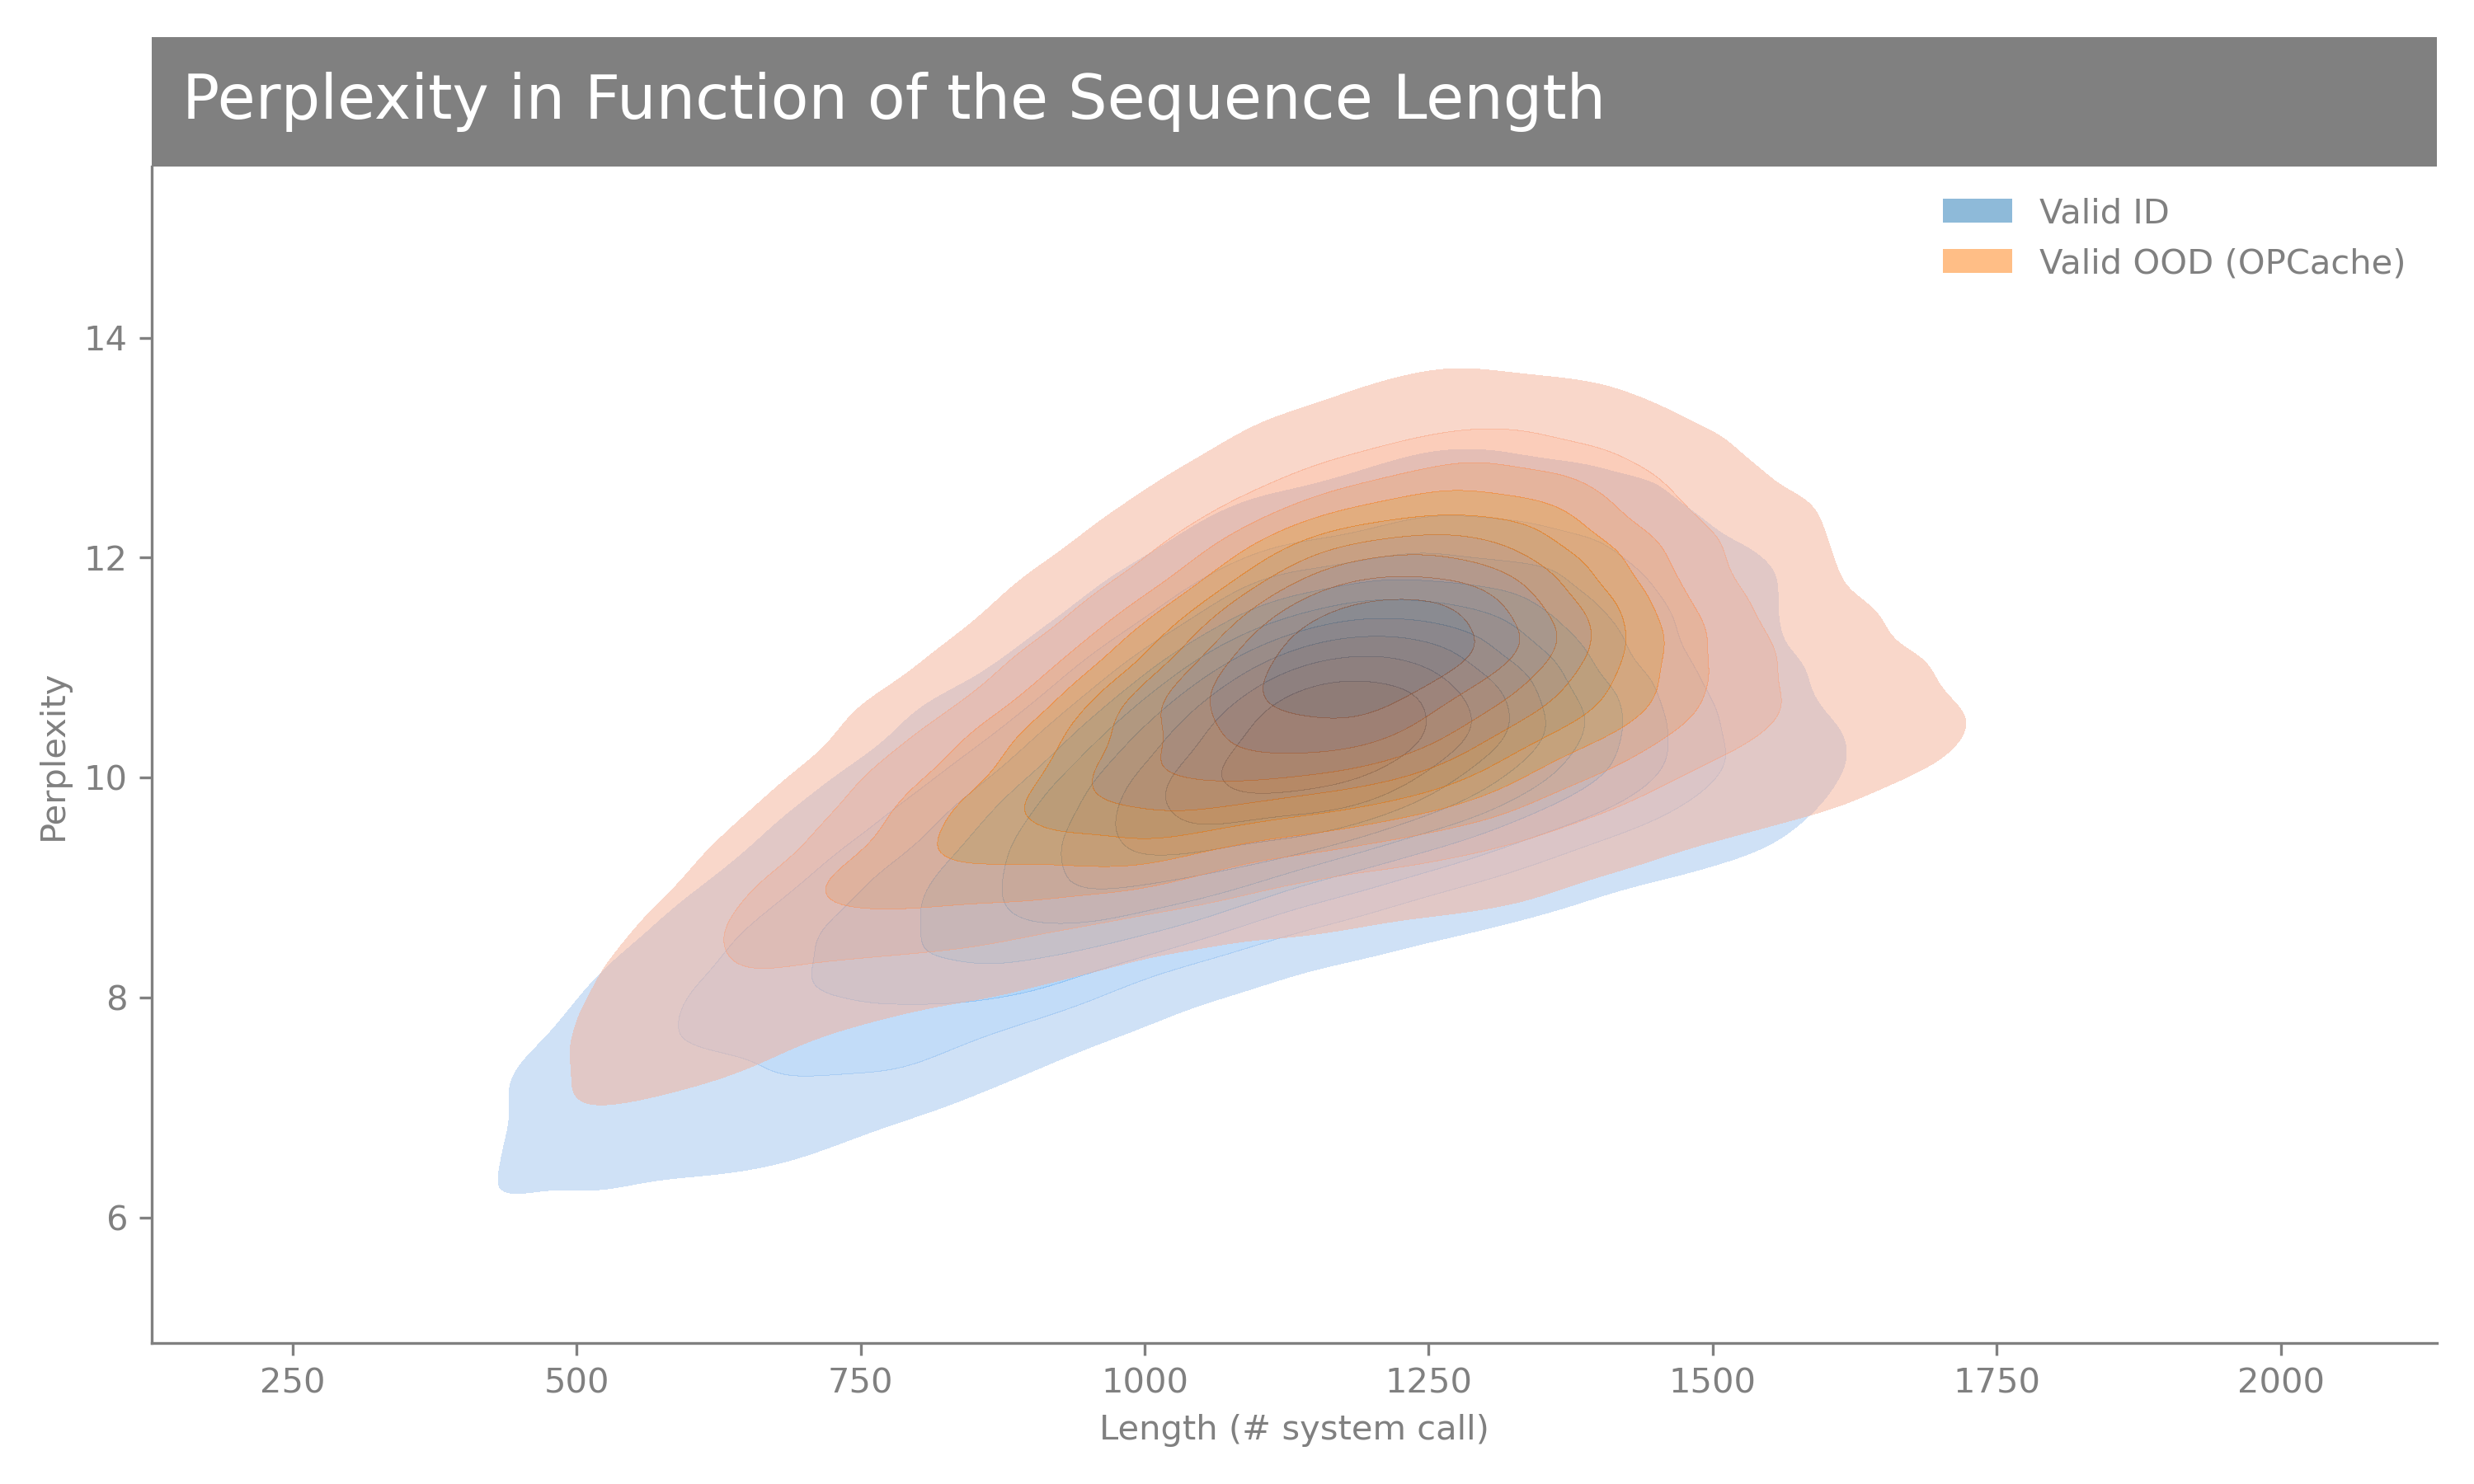 Perplexity in Function of the Sequence Length
Valid ID
Valid OOD (OPCache)
14
12
10
8
6
Perplexity
250 500 750 1000 1250 1500 1750 2000
Length (# system call)